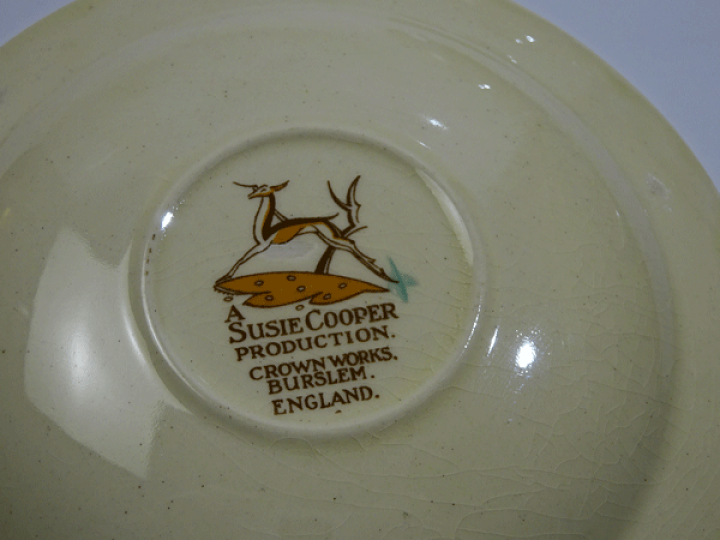 A
SUSIE COOPER
PRODUCTION.
CROWN WORKS.
BURSLEM.
ENGLAND.